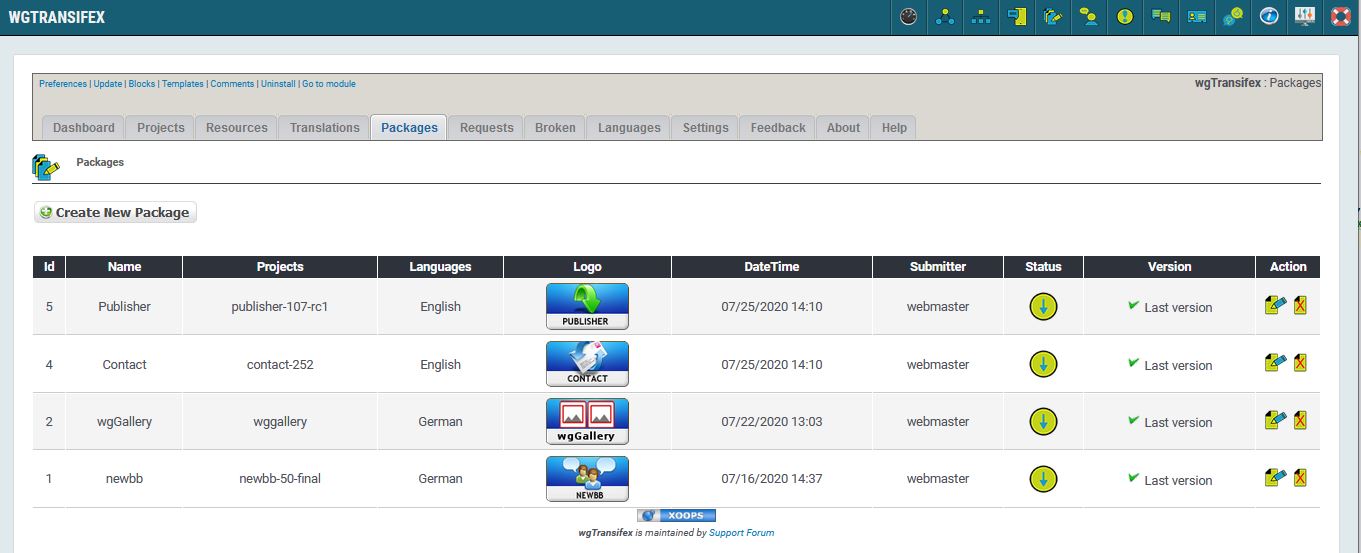 WGTRANSIFEX
Preferences | Update | Blocks | Templates | Comments | Uninstall | Go to module
wgTransifex : Packages
Dashboard Projects Resources Translations Packages Requests Broken Languages Settings Feedback About Help
Packages
Create New Package
Id Name Projects Languages Logo DateTime Submitter Status Version Action
5 Publisher publisher-107-rc1 English PUBLISHER 07/25/2020 14:10 webmaster Last version
4 Contact contact-252 English CONTACT 07/25/2020 14:10 webmaster Last version
2 wgGallery wggallery German wgGallery 07/22/2020 13:03 webmaster Last version
1 newbb newbb-50-final German NEWBB 07/16/2020 14:37 webmaster Last version
XOOPS
wgTransifex is maintained by Support Forum